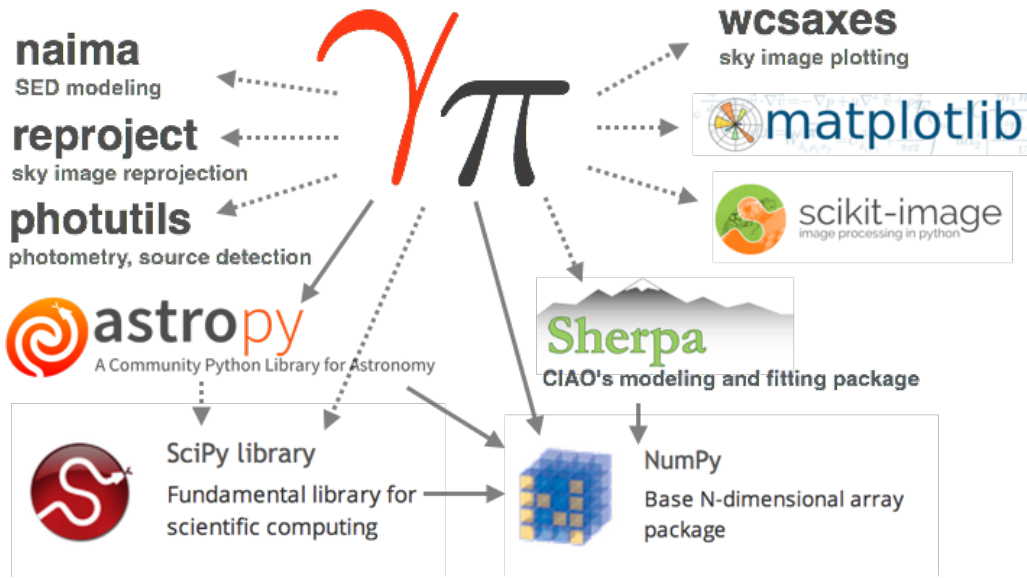 naima
SED modeling
reproject
sky image reprojection
photutils
photometry, source detection
γπ
wcsaxes
sky image plotting
matplotlib
scikit-image
image processing in python
astropy
A Community Python Library for Astronomy
Sherpa
CIAO's modeling and fitting package
SciPy library
Fundamental library for
scientific computing
NumPy
Base N-dimensional array
package